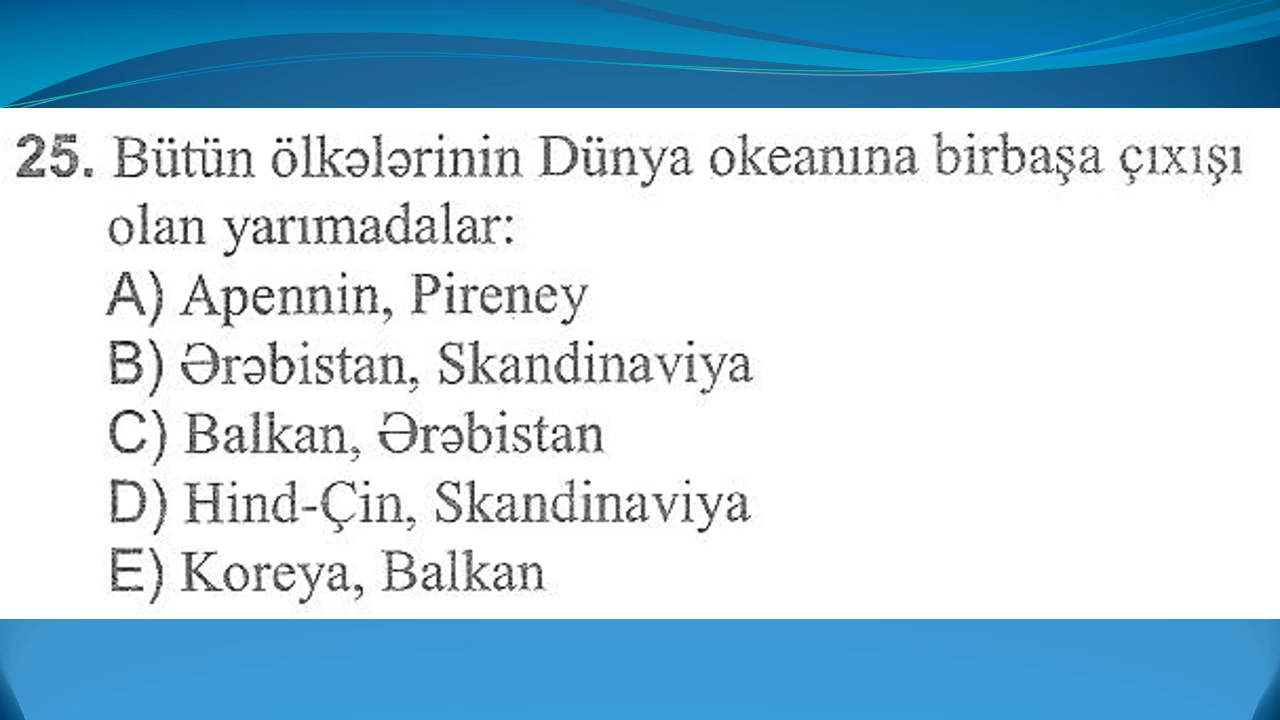 25. Bütün ölkələrinin Dünya okeanına birbaşa çıxışı
olan yarımadalar:
A) Apennin, Pireney
B) Ərəbistan, Skandinaviya
C) Balkan, Ərəbistan
D) Hind-Çin, Skandinaviya
E) Koreya, Balkan